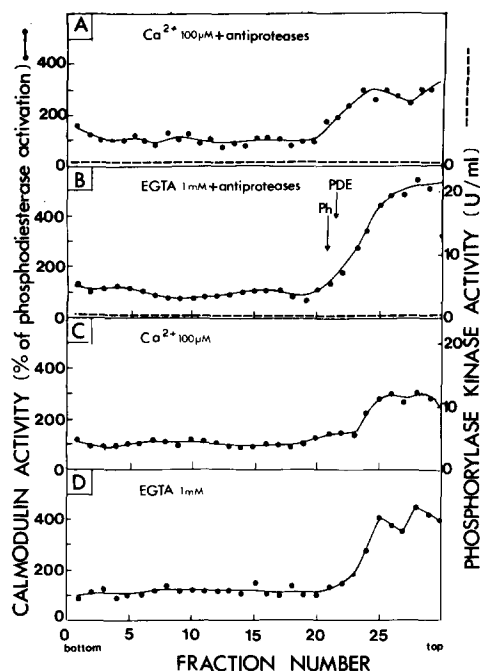 CALMODULIN ACTIVITY (% of phosphodiesterase activation)
A
Ca2+ 100µM + antiproteases
400
200
0
0
B
EGTA 1mM + antiproteases
PDE
Ph
400
200
0
20
10
0
C
Ca2+ 100µM
400
200
0
20
10
0
D
EGTA 1mM
400
200
0
0 5 10 15 20 25
bottom
top
FRACTION NUMBER
PHOSPHORYLASE KINASE ACTIVITY (U/ml)